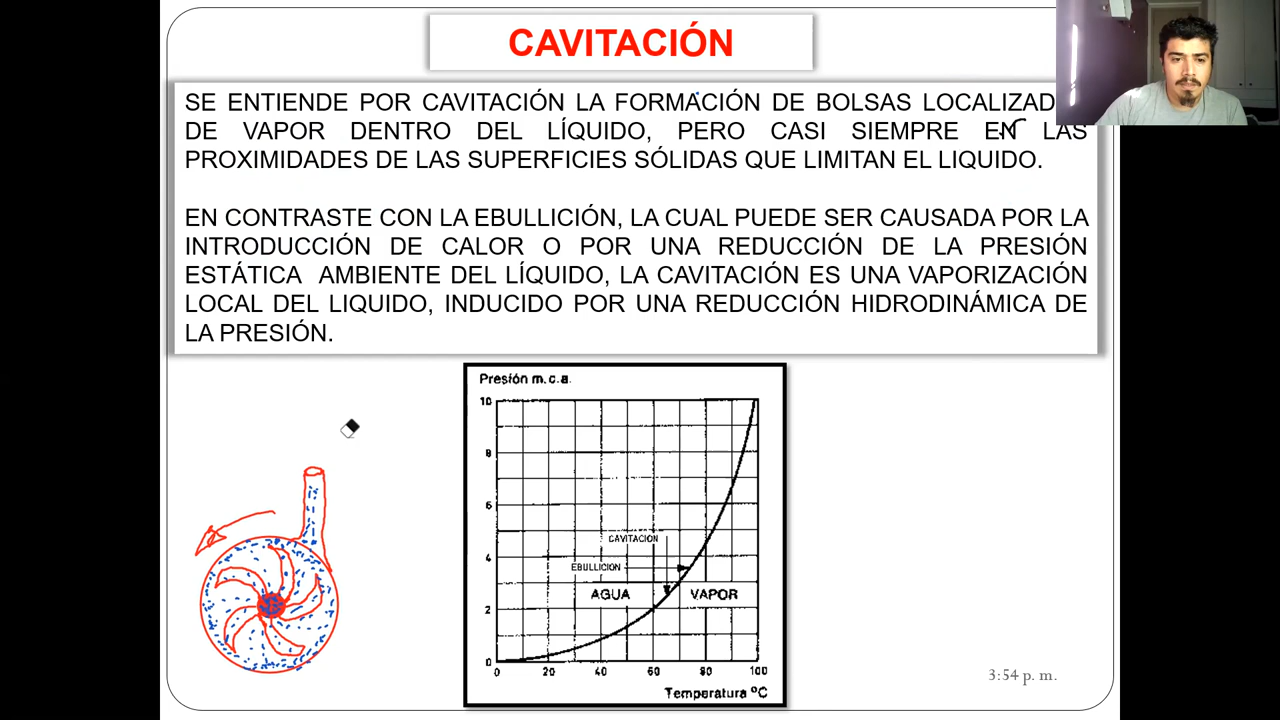 CAVITACIÓN
SE ENTIENDE POR CAVITACIÓN LA FORMACIÓN DE BOLSAS
DE VAPOR DENTRO DEL LÍQUIDO, PERO CASI SIEMPRE EN LAS
PROXIMIDADES DE LAS SUPERFICIES SÓLIDAS QUE LIMITAN EL LIQUIDO.
EN CONTRASTE CON LA EBULLICIÓN, LA CUAL PUEDE SER CAUSADA POR LA
INTRODUCCIÓN DE CALOR O POR UNA REDUCCIÓN DE LA PRESIÓN
ESTÁTICA AMBIENTE DEL LÍQUIDO, LA CAVITACIÓN ES UNA VAPORIZACIÓN
LOCAL DEL LIQUIDO, INDUCIDO POR UNA REDUCCIÓN HIDRODINÁMICA DE
LA PRESIÓN.
Presión m.c.a.
10
8
6
4
2
0
CAVITACION
EBULLICION
AGUA VAPOR
0 20 40 60 80 100
Temperatura ºC
3:54 p. m.